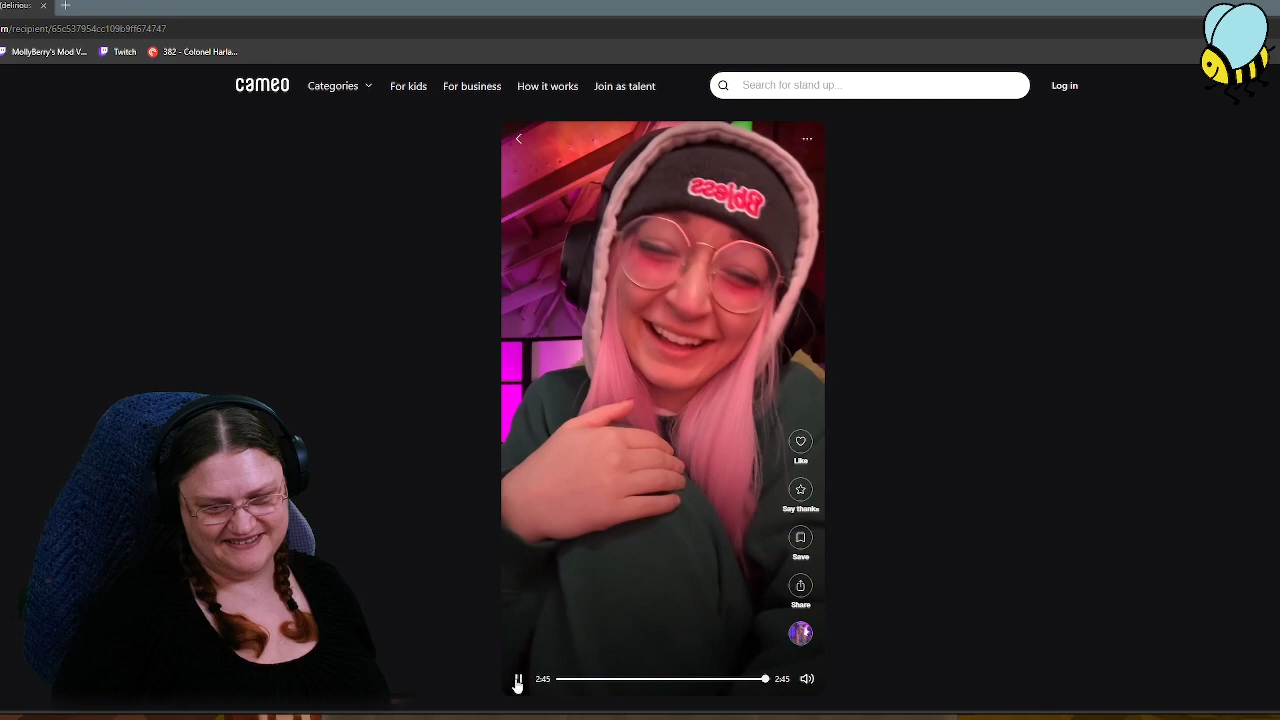 (delirious
m/recipient/65c537954cc109b9ff674747
MollyBerry's Mod V...
Twitch
382 - Colonel Harla...
cameo
Categories
For kids
For business
How it works
Join as talent
Search for stand up...
Log in
Bbless
Like
Say thanks
Save
Share
2:45
2:45